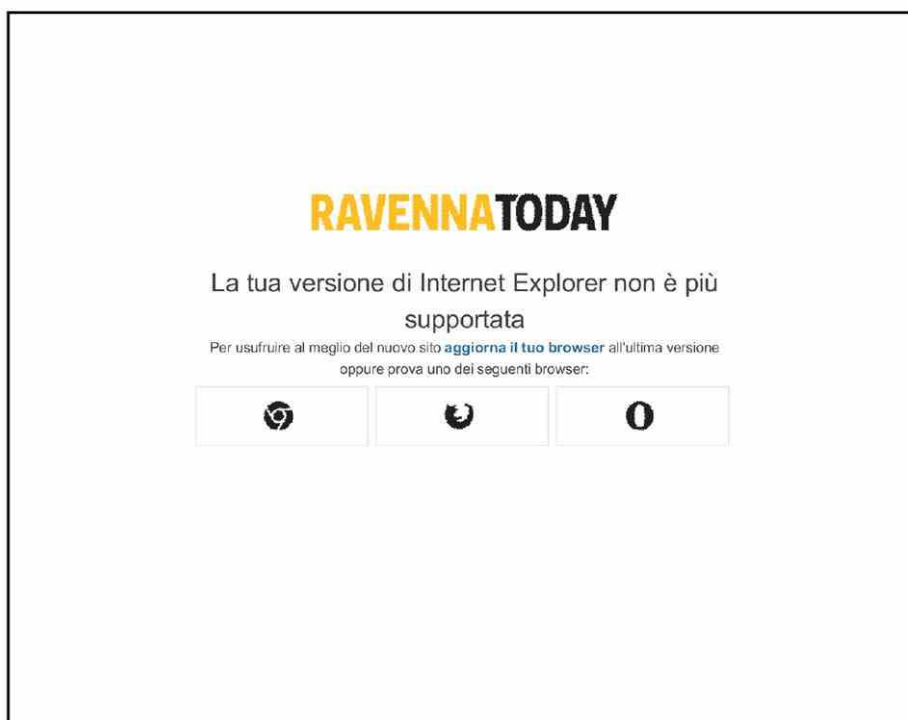 RAVENNATODAY
La tua versione di Internet Explorer non è più
supportata
Per usufruire al meglio del nuovo sito aggiorna il tuo browser all'ultima versione
oppure prova uno dei seguenti browser: